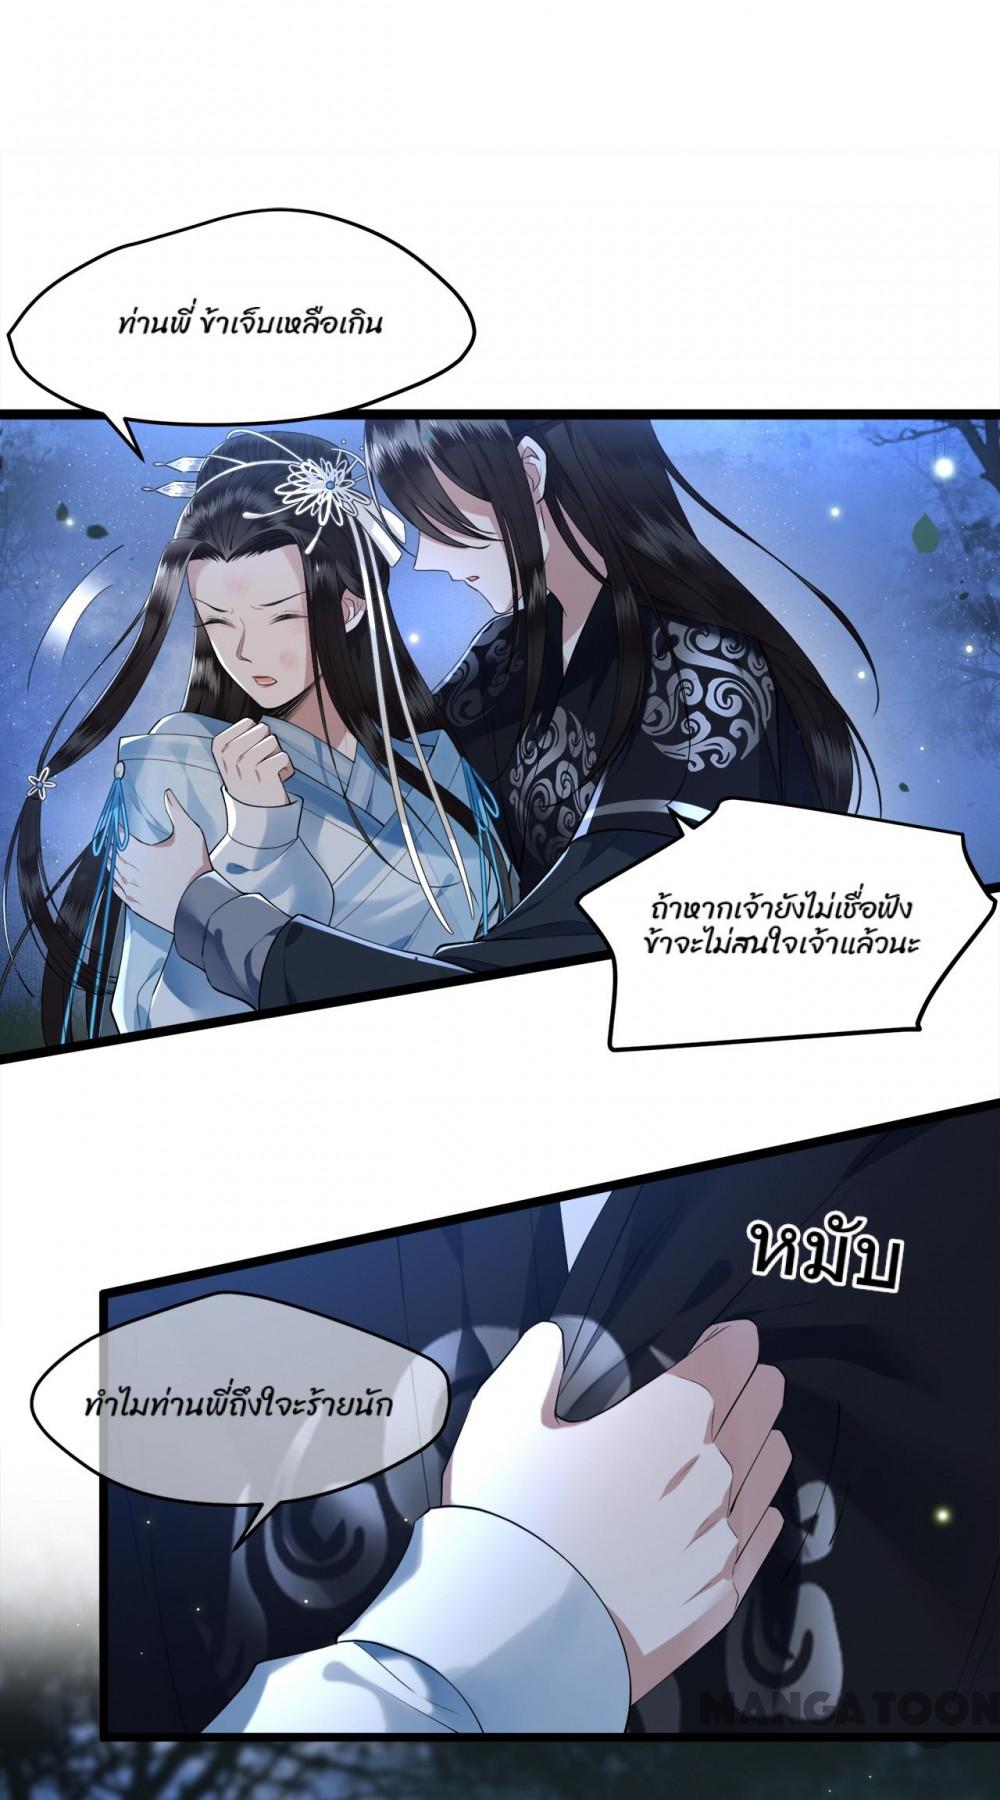 ท่านพี่ ข้าเจ็บเหลือเกิน
ถ้าหากเจ้ายังไม่เชื่อฟัง
ข้าจะไม่สนใจเจ้าแล้วนะ
หมับ
ทำไมท่านพี่ถึงใจจะร้ายนัก
MANGATOON